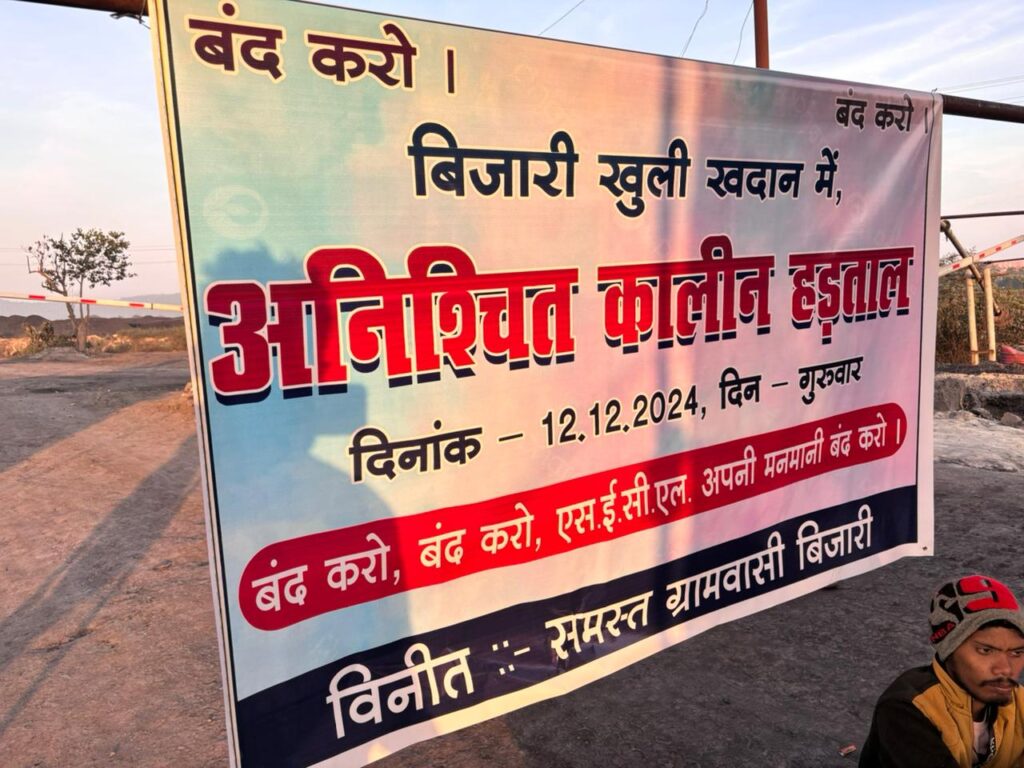 बंद करो ।
बंद करो ।
बिजारी खुली खदान में,
अनिश्चित कालीन हड़ताल
दिनांक – 12.12.2024, दिन – गुरुवार
बंद करो, बंद करो, एस.ई.सी.एल. अपनी मनमानी बंद करो ।
विनीत ::- समस्त ग्रामवासी बिजारी